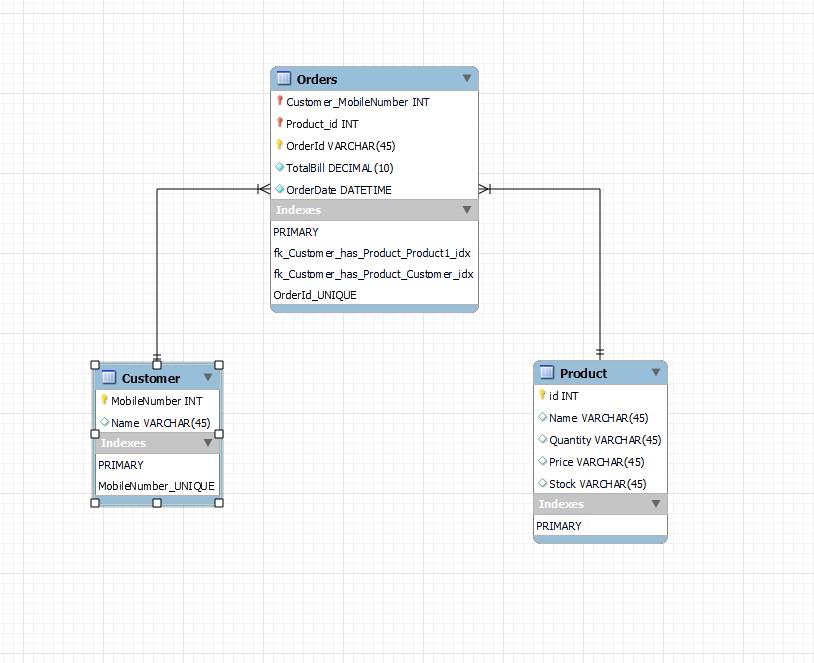 Orders
Customer_MobileNumber INT
Product_id INT
OrderId VARCHAR(45)
TotalBill DECIMAL(10)
OrderDate DATETIME
Indexes
PRIMARY
fk_Customer_has_Product_Product1_idx
fk_Customer_has_Product_Customer_idx
OrderId_UNIQUE
Customer
MobileNumber INT
Name VARCHAR(45)
Indexes
PRIMARY
MobileNumber_UNIQUE
Product
id INT
Name VARCHAR(45)
Quantity VARCHAR(45)
Price VARCHAR(45)
Stock VARCHAR(45)
Indexes
PRIMARY